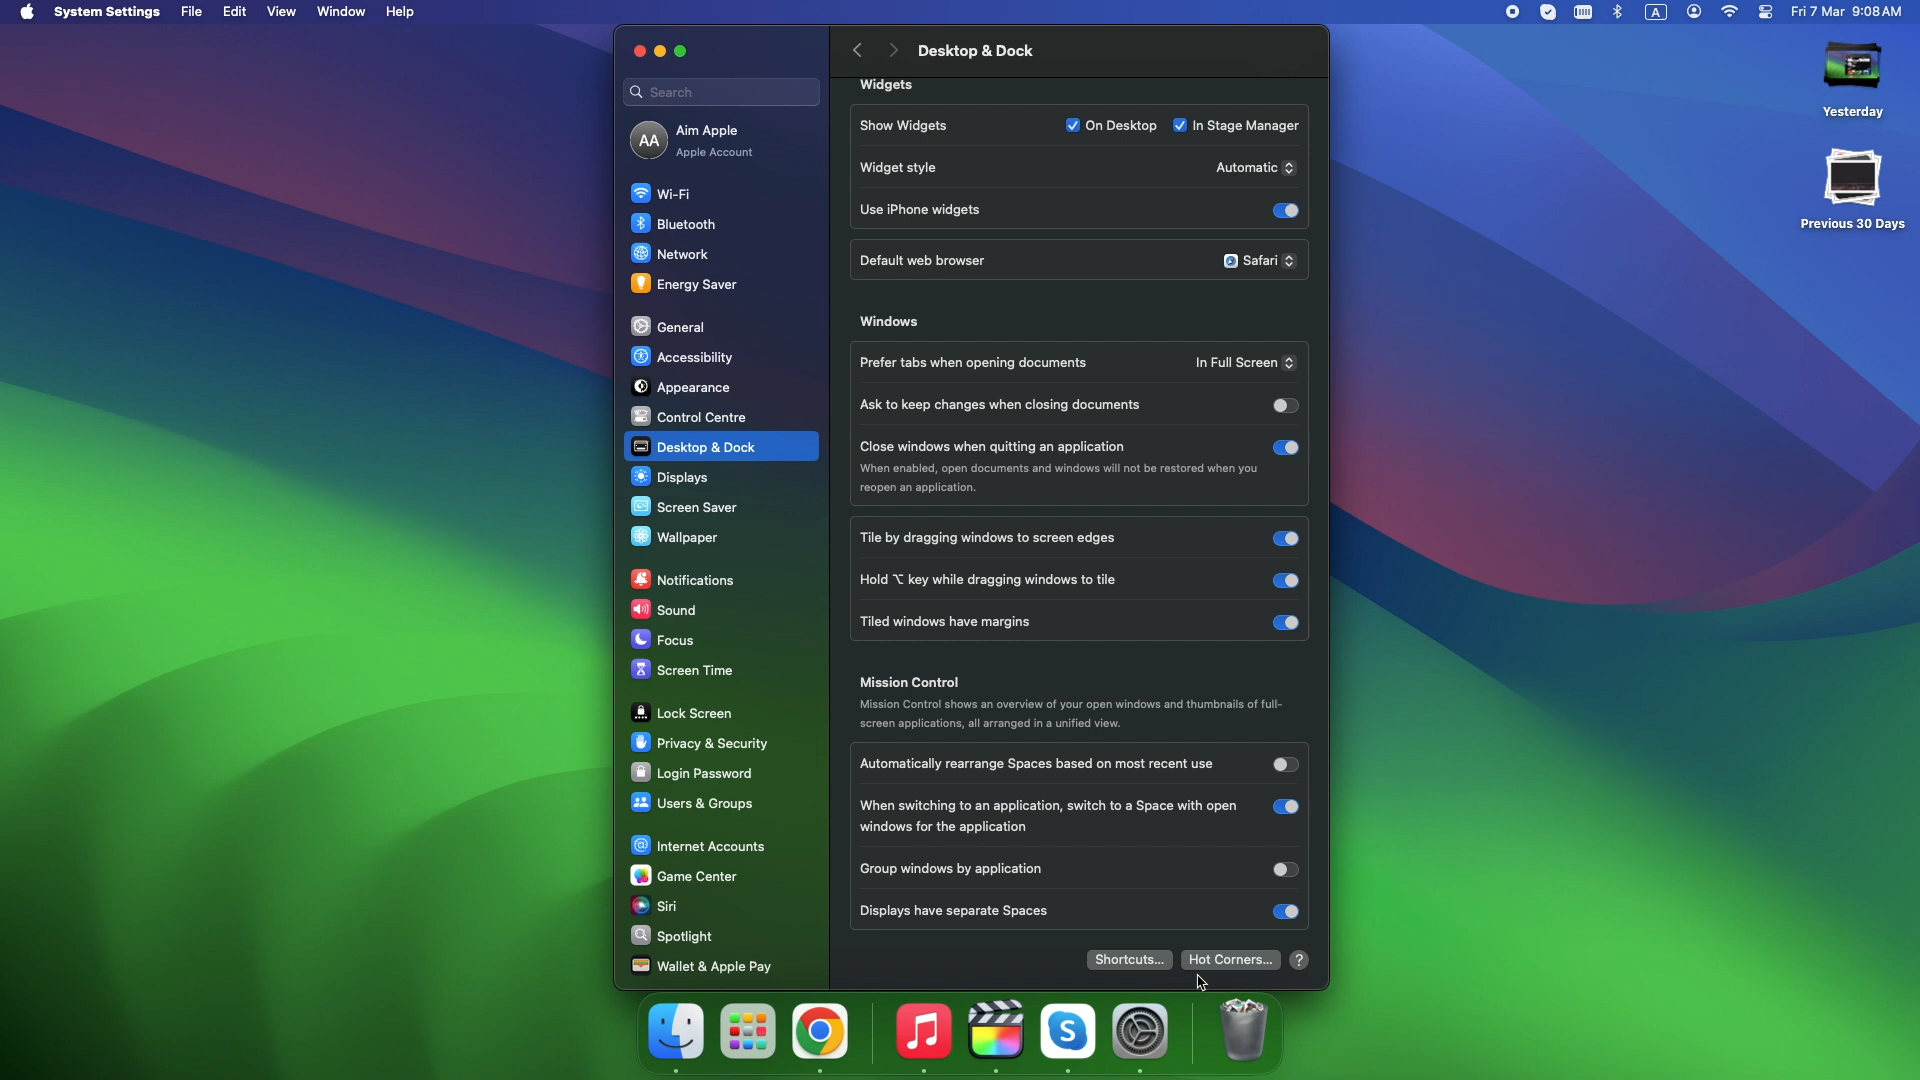 System Settings File Edit View Window Help
A Fri 7 Mar 9:08 AM
Yesterday
Previous 30 Days
Search
AA Aim Apple
Apple Account
Wi-Fi
Bluetooth
Network
Energy Saver
General
Accessibility
Appearance
Control Centre
Desktop & Dock
Displays
Screen Saver
Wallpaper
Notifications
Sound
Focus
Screen Time
Lock Screen
Privacy & Security
Login Password
Users & Groups
Internet Accounts
Game Center
Siri
Spotlight
Wallet & Apple Pay
Desktop & Dock
Widgets
Show Widgets On Desktop In Stage Manager
Widget style Automatic
Use iPhone widgets
Default web browser Safari
Windows
Prefer tabs when opening documents In Full Screen
Ask to keep changes when closing documents
Close windows when quitting an application
When enabled, open documents and windows will not be restored when you
reopen an application.
Tile by dragging windows to screen edges
Hold ⌥ key while dragging windows to tile
Tiled windows have margins
Mission Control
Mission Control shows an overview of your open windows and thumbnails of full-
screen applications, all arranged in a unified view.
Automatically rearrange Spaces based on most recent use
When switching to an application, switch to a Space with open
windows for the application
Group windows by application
Displays have separate Spaces
Shortcuts... Hot Corners... ?
S